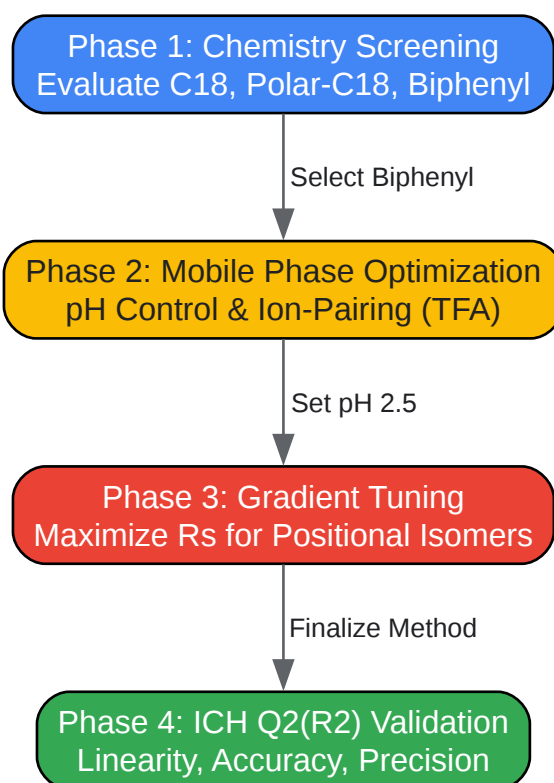 Phase 1: Chemistry Screening
Evaluate C18, Polar-C18, Biphenyl
Select Biphenyl
Phase 2: Mobile Phase Optimization
pH Control & Ion-Pairing (TFA)
Set pH 2.5
Phase 3: Gradient Tuning
Maximize Rs for Positional Isomers
Finalize Method
Phase 4: ICH Q2(R2) Validation
Linearity, Accuracy, Precision